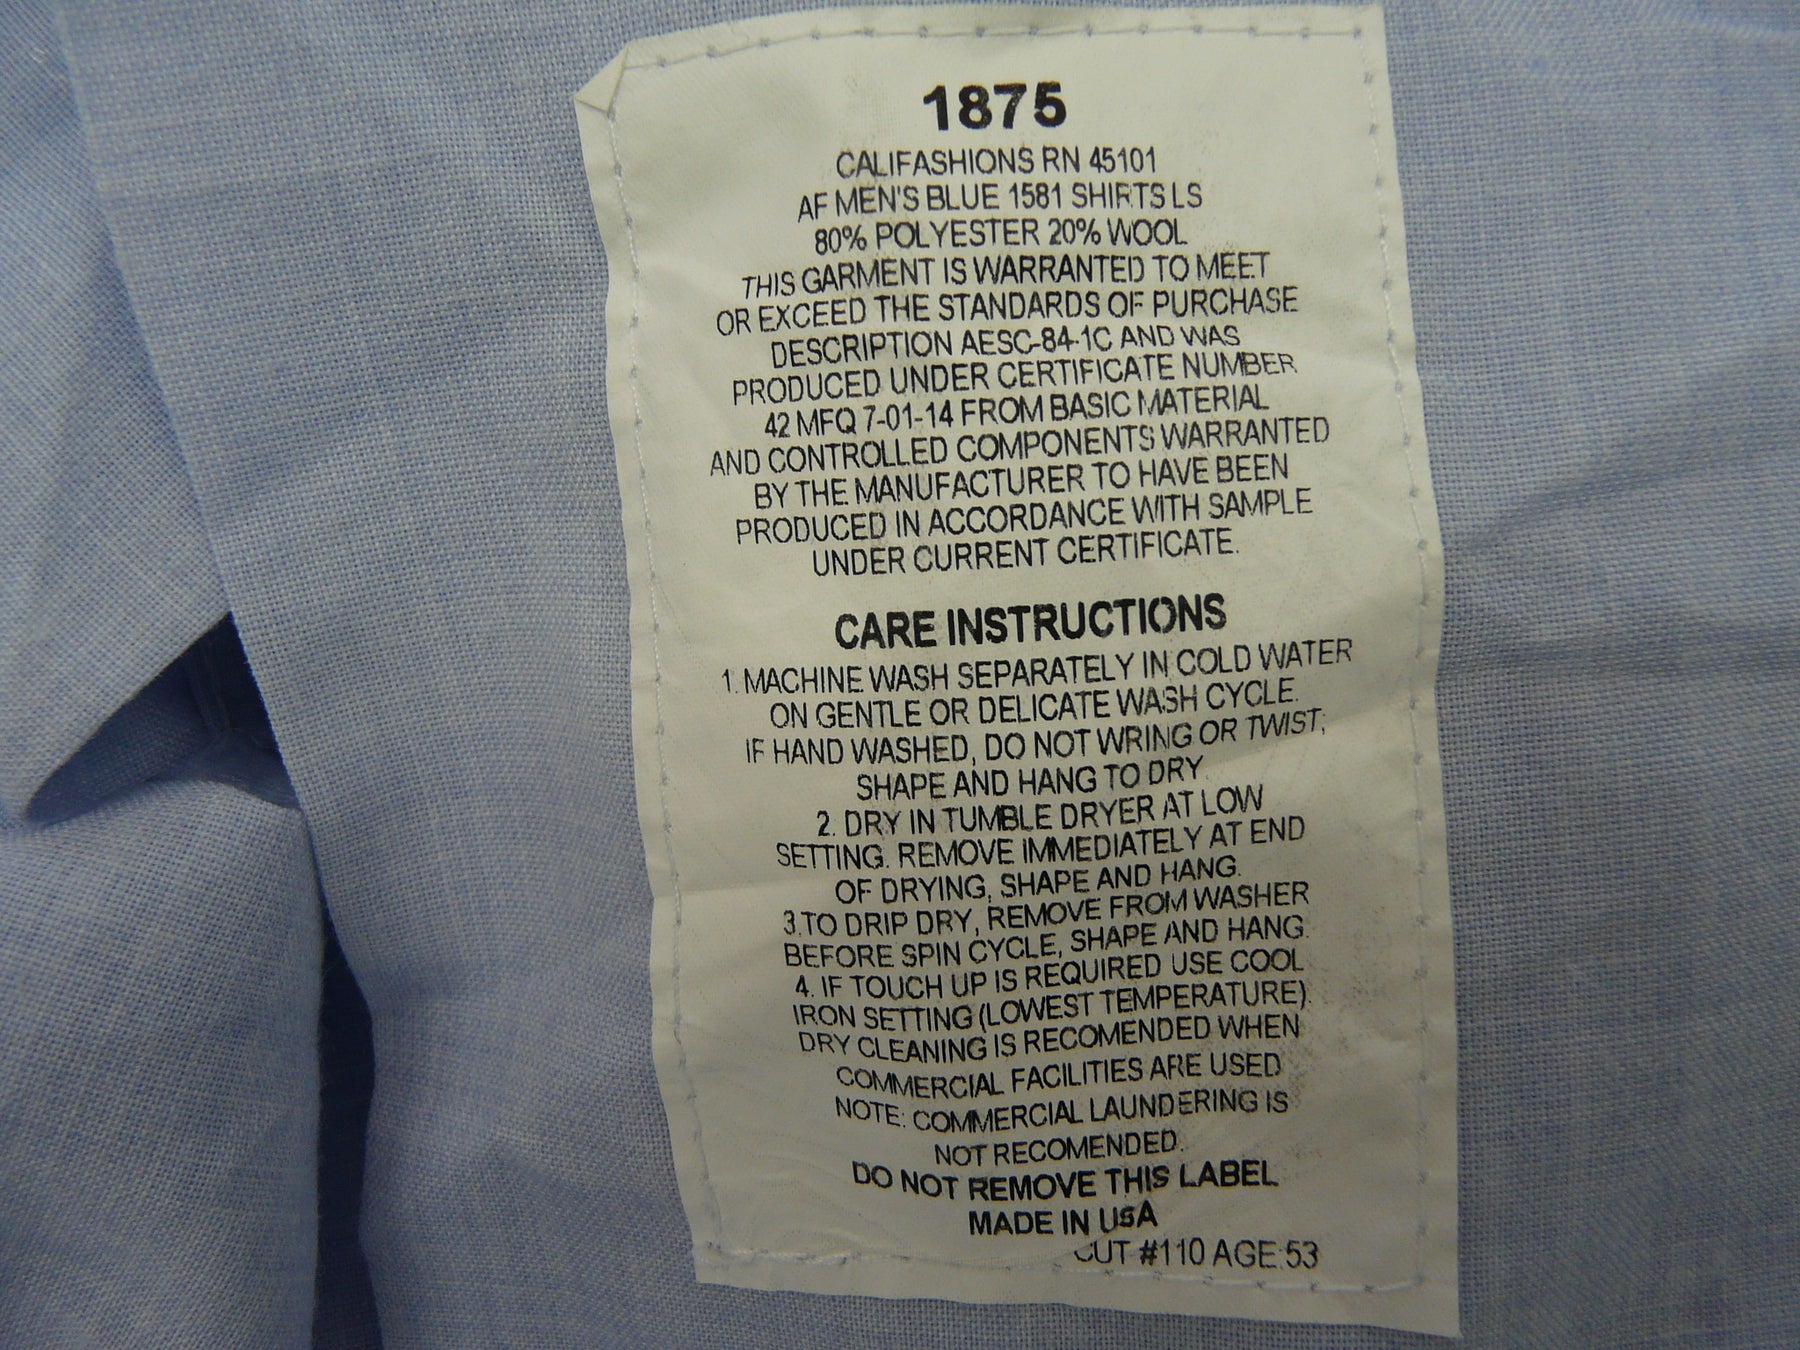 1875
CALIFASHIONS RN 45101
AF MEN'S BLUE 1581 SHIRTS LS
80% POLYESTER 20% WOOL
THIS GARMENT IS WARRANTED TO MEET
OR EXCEED THE STANDARDS OF PURCHASE
DESCRIPTION AESC-84-1C AND WAS
PRODUCED UNDER CERTIFICATE NUMBER
42 MFQ 7-01-14 FROM BASIC MATERIAL
AND CONTROLLED COMPONENTS WARRANTED
BY THE MANUFACTURER TO HAVE BEEN
PRODUCED IN ACCORDANCE WITH SAMPLE
UNDER CURRENT CERTIFICATE.
CARE INSTRUCTIONS
1. MACHINE WASH SEPARATELY IN COLD WATER
ON GENTLE OR DELICATE WASH CYCLE.
IF HAND WASHED, DO NOT WRING OR TWIST;
SHAPE AND HANG TO DRY.
2. DRY IN TUMBLE DRYER AT LOW
SETTING. REMOVE IMMEDIATELY AT END
OF DRYING, SHAPE AND HANG.
3.TO DRIP DRY, REMOVE FROM WASHER
BEFORE SPIN CYCLE, SHAPE AND HANG.
4. IF TOUCH UP IS REQUIRED USE COOL
IRON SETTING (LOWEST TEMPERATURE).
DRY CLEANING IS RECOMENDED WHEN
COMMERCIAL FACILITIES ARE USED
NOTE: COMMERCIAL LAUNDERING IS
NOT RECOMENDED.
DO NOT REMOVE THIS LABEL
MADE IN USA
CUT #110 AGE:53